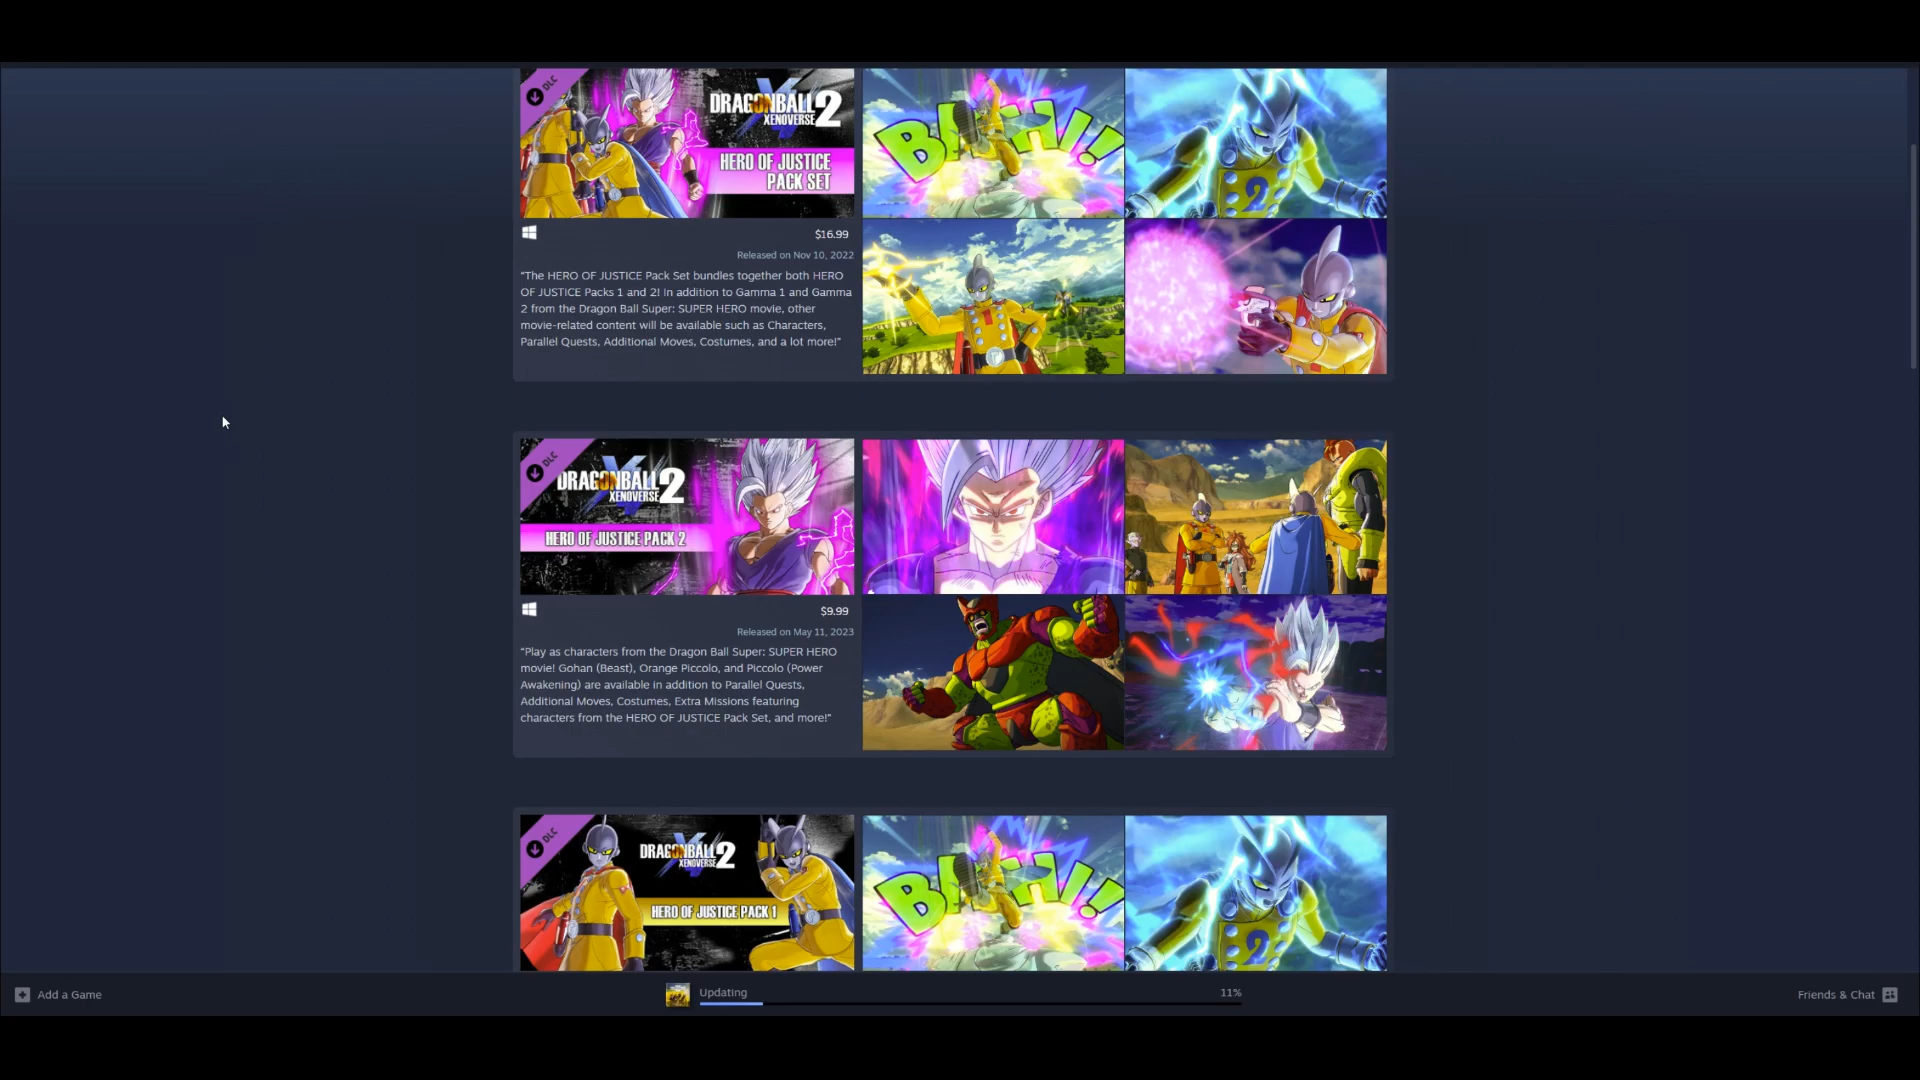 DLC
DRAGONBALL
XENOVERSE 2
HERO OF JUSTICE
PACK SET
BAM!!
2
$16.99
Released on Nov 10, 2022
"The HERO OF JUSTICE Pack Set bundles together both HERO
OF JUSTICE Packs 1 and 2! In addition to Gamma 1 and Gamma
2 from the Dragon Ball Super: SUPER HERO movie, other
movie-related content will be available such as Characters,
Parallel Quests, Additional Moves, Costumes, and a lot more!"
DLC
DRAGONBALL
XENOVERSE 2
HERO OF JUSTICE PACK 2
$9.99
Released on May 11, 2023
"Play as characters from the Dragon Ball Super: SUPER HERO
movie! Gohan (Beast), Orange Piccolo, and Piccolo (Power
Awakening) are available in addition to Parallel Quests,
Additional Moves, Costumes, Extra Missions featuring
characters from the HERO OF JUSTICE Pack Set, and more!"
DLC
DRAGONBALL
XENOVERSE 2
HERO OF JUSTICE PACK 1
2
Add a Game
Updating
11%
Friends & Chat